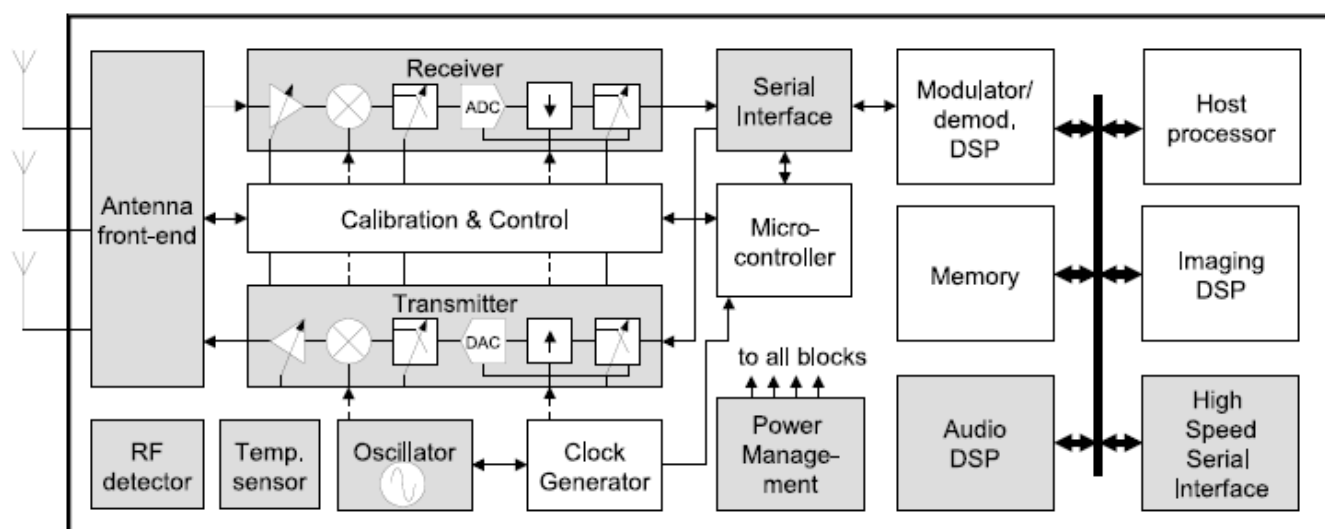 Receiver
ADC
Antenna
front-end
Calibration & Control
Transmitter
DAC
Serial
Interface
Micro-
controller
Modulator/
demod,
DSP
Host
processor
Memory
Imaging
DSP
to all blocks
RF
detector
Temp.
sensor
Oscillator
Clock
Generator
Power
Manage-
ment
Audio
DSP
High
Speed
Serial
Interface